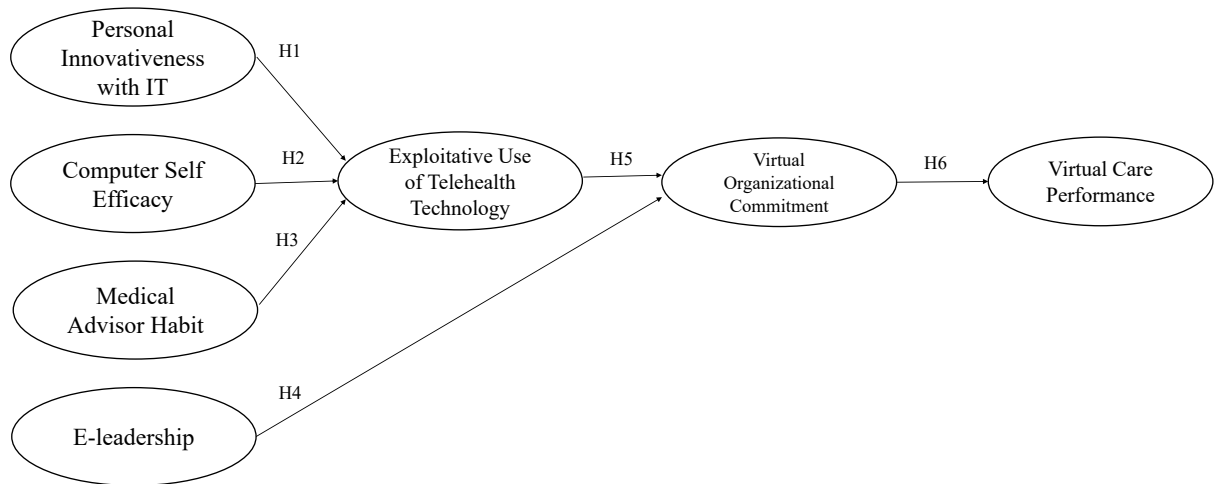 Personal
Innovativeness
with IT
H1
Computer Self
Efficacy
H2
Exploitative Use
of Telehealth
Technology
H5
Virtual
Organizational
Commitment
H6
Virtual Care
Performance
H3
Medical
Advisor Habit
H4
E-leadership